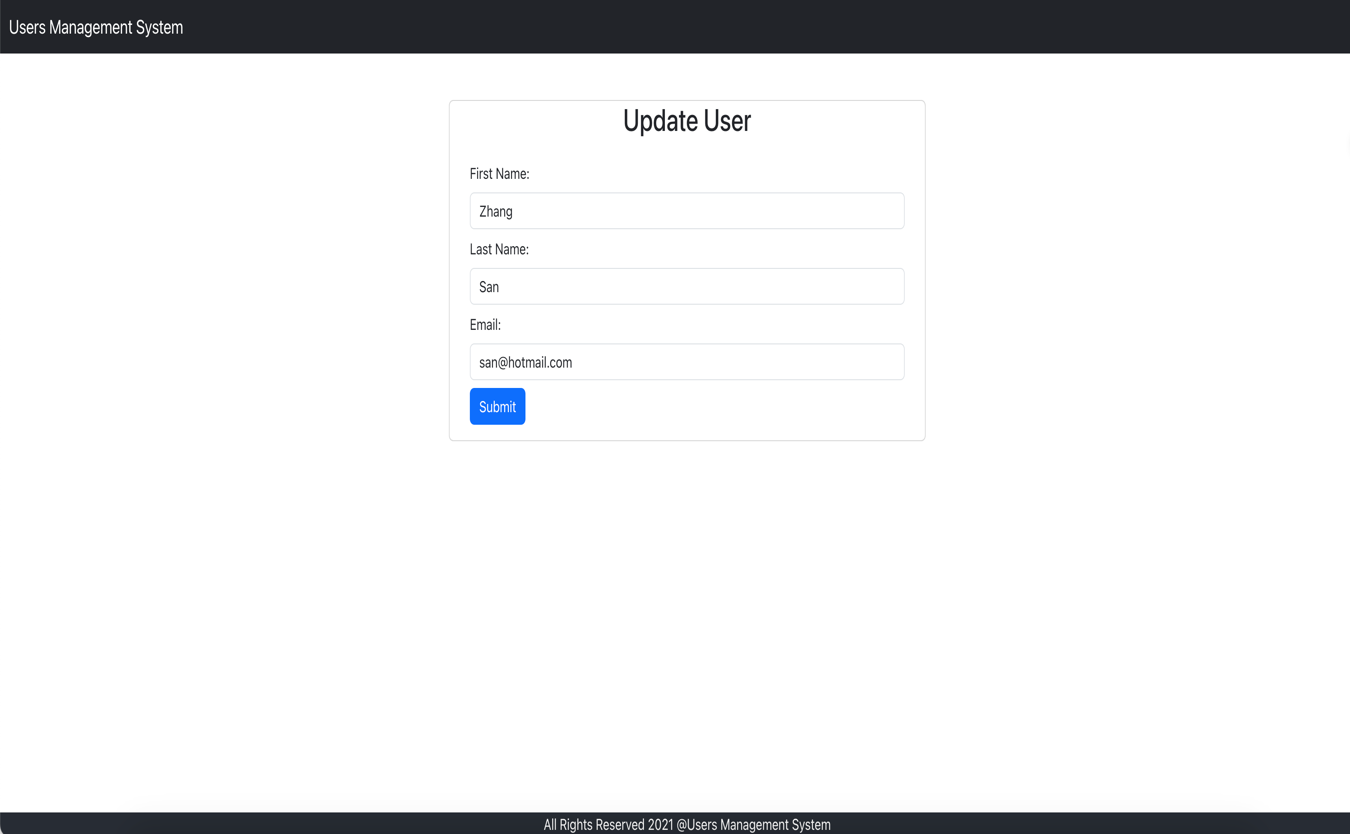 Users Management System
Update User
First Name:
Zhang
Last Name:
San
Email:
san@hotmail.com
Submit
All Rights Reserved 2021 @Users Management System